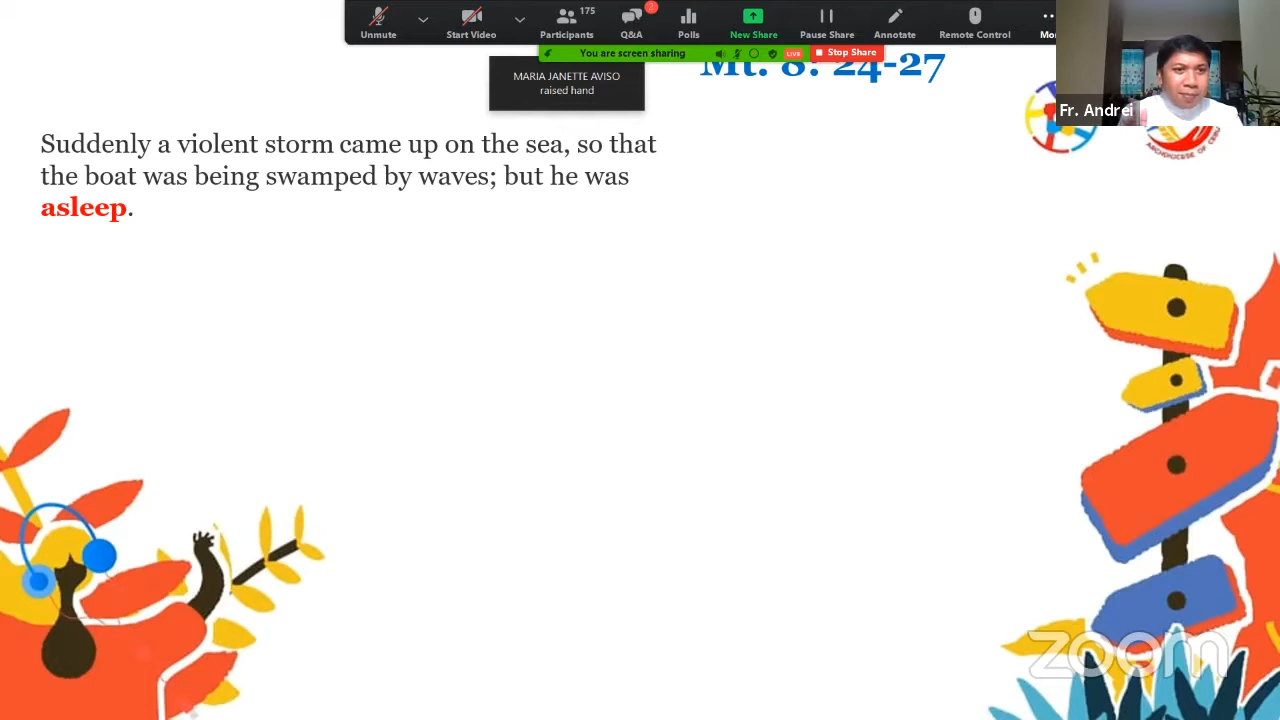 175
2
Unmute
Start Video
Participants
Q&A
Polls
New Share
Pause Share
Annotate
Remote Control
You are screen sharing
LIVE
Stop Share
MARIA JANETTE AVISO
raised hand
Mt. 8: 24-27
Fr. Andrei
Suddenly a violent storm came up on the sea, so that
the boat was being swamped by waves; but he was
asleep.
zoom